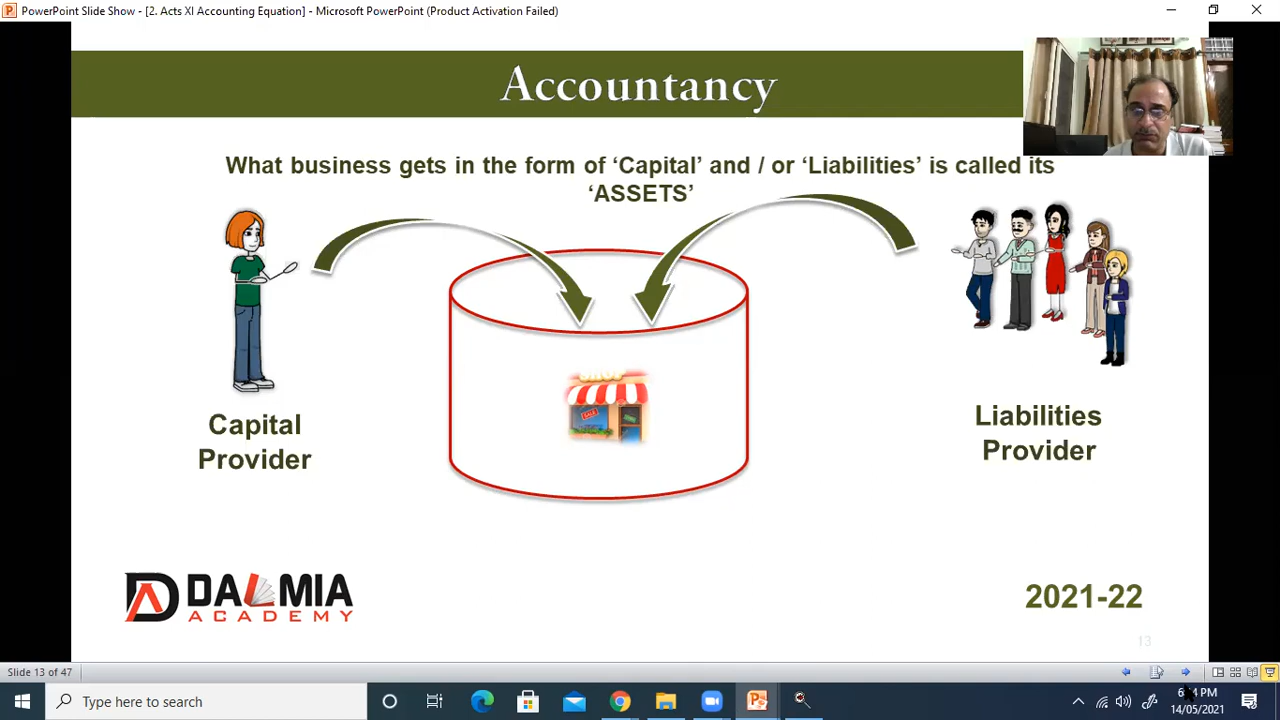 PowerPoint Slide Show - [2. Acts XI Accounting Equation] - Microsoft PowerPoint (Product Activation Failed)
Accountancy
What business gets in the form of ‘Capital’ and / or ‘Liabilities’ is called its
‘ASSETS’
Capital
Provider
Liabilities
Provider
DALMIA
ACADEMY
2021-22
13
Slide 13 of 47
Type here to search
PM
14/05/2021